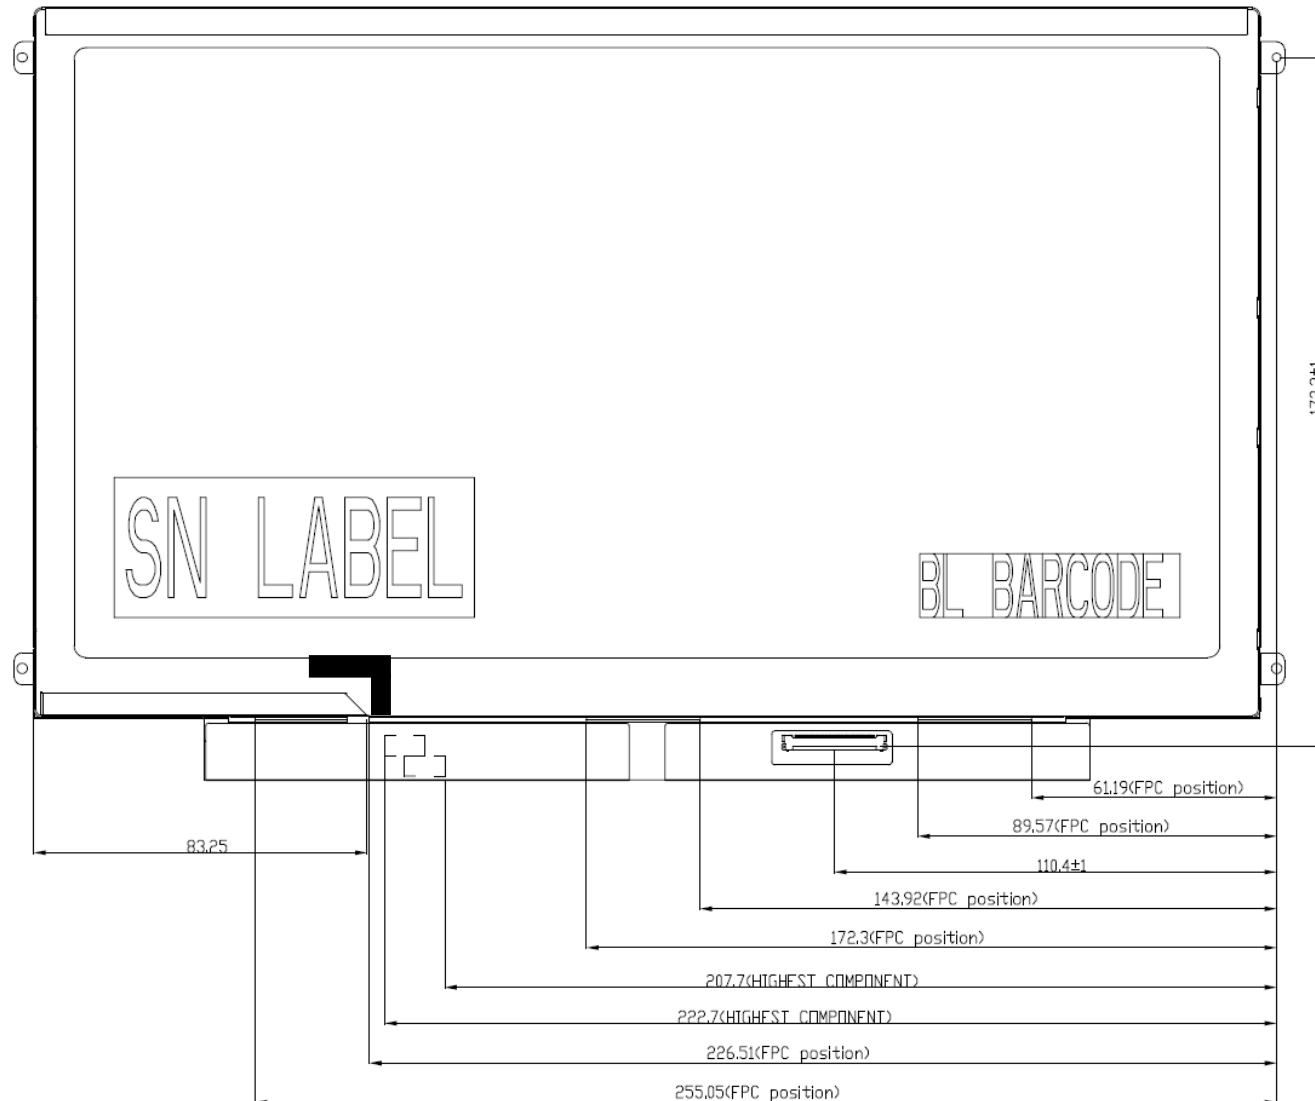 SN LABEL
BL BARCODE
61.19(FPC position)
83.25
89.57(FPC position)
110.4±1
143.92(FPC position)
172.3(FPC position)
207.7(HIGHEST COMPONENT)
222.7(HIGHEST COMPONENT)
226.51(FPC position)
255.05(FPC position)